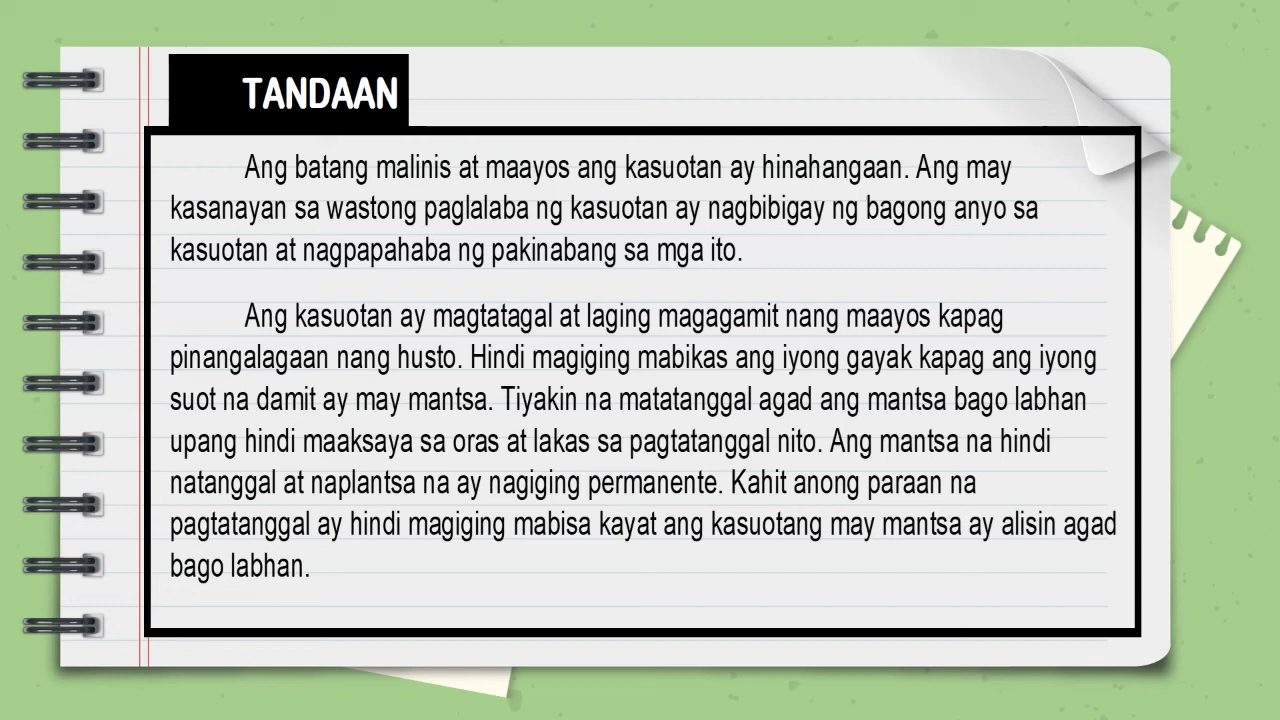 TANDAAN
Ang batang malinis at maayos ang kasuotan ay hinahangaan. Ang may
kasanayan sa wastong paglalaba ng kasuotan ay nagbibigay ng bagong anyo sa
kasuotan at nagpapahaba ng pakinabang sa mga ito.
Ang kasuotan ay magtatagal at laging magagamit nang maayos kapag
pinangalagaan nang husto. Hindi magiging mabikas ang iyong gayak kapag ang iyong
suot na damit ay may mantsa. Tiyakin na matatanggal agad ang mantsa bago labhan
upang hindi maaksaya sa oras at lakas sa pagtatanggal nito. Ang mantsa na hindi
natanggal at naplantsa na ay nagiging permanente. Kahit anong paraan na
pagtatanggal ay hindi magiging mabisa kayat ang kasuotang may mantsa ay alisin agad
bago labhan.